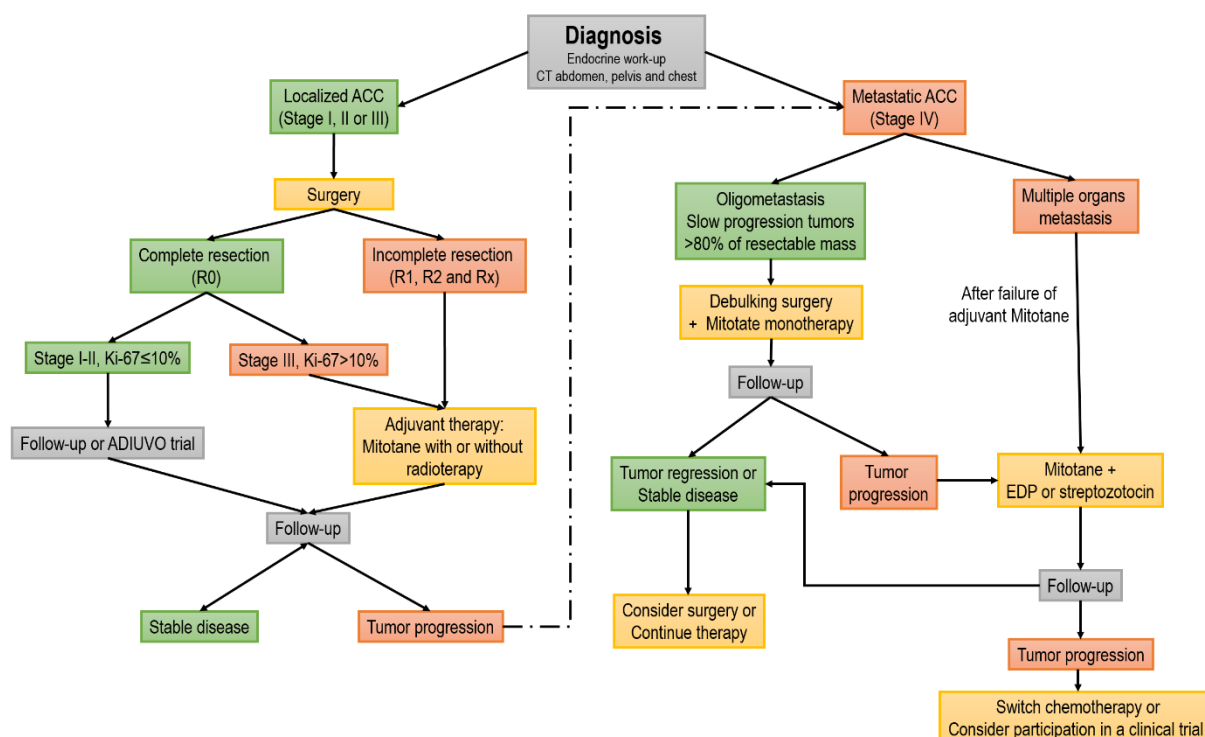 Diagnosis
Endocrine work-up
CT abdomen, pelvis and chest
Localized ACC
(Stage I, II or III)
Surgery
Complete resection
(R0)
Incomplete resection
(R1, R2 and Rx)
Stage I-II, Ki-67≤10%
Stage III, Ki-67>10%
Follow-up or ADIUVO trial
Adjuvant therapy:
Mitotane with or without
radioterapy
Follow-up
Stable disease
Tumor progression
Metastatic ACC
(Stage IV)
Oligometastasis
Slow progression tumors
>80% of resectable mass
Multiple organs
metastasis
Debulking surgery
+ Mitotate monotherapy
After failure of
adjuvant Mitotane
Follow-up
Tumor regression or
Stable disease
Tumor
progression
Mitotane +
EDP or streptozotocin
Consider surgery or
Continue therapy
Follow-up
Tumor progression
Switch chemotherapy or
Consider participation in a clinical trial